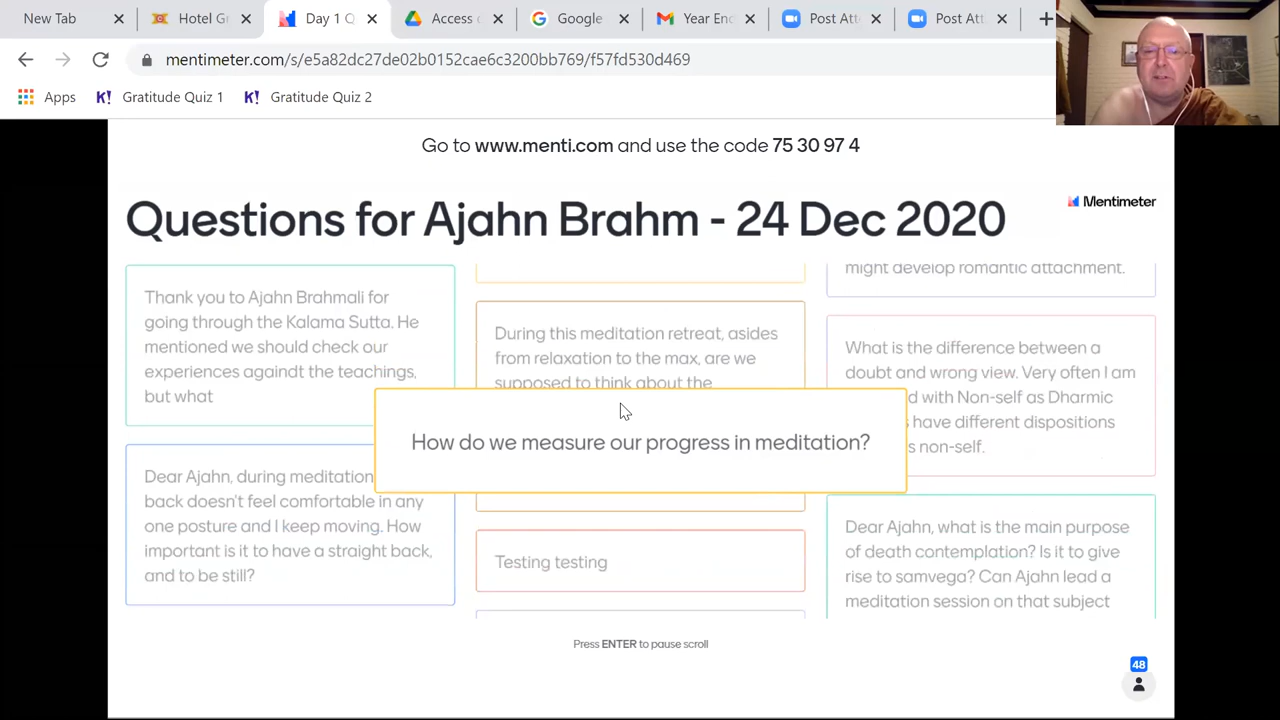 New Tab
Hotel Gr
Day 1 Q
Access
Google
Year End
Post Att
Post Att
mentimeter.com/s/e5a82dc27de02b0152cae6c3200bb769/f57fd530d469
Apps
Gratitude Quiz 1
Gratitude Quiz 2
Go to www.menti.com and use the code 75 30 97 4
Questions for Ajahn Brahm - 24 Dec 2020
Mentimeter
Thank you to Ajahn Brahmali for
going through the Kalama Sutta. He
mentioned we should check our
experiences againdt the teachings,
but what
Dear Ajahn, during meditation
back doesn't feel comfortable in any
one posture and I keep moving. How
important is it to have a straight back,
and to be still?
During this meditation retreat, asides
from relaxation to the max, are we
supposed to think about the
How do we measure our progress in meditation?
Testing testing
might develop romantic attachment.
What is the difference between a
doubt and wrong view. Very often I am
d with Non-self as Dharmic
have different dispositions
s non-self.
Dear Ajahn, what is the main purpose
of death contemplation? Is it to give
rise to samvega? Can Ajahn lead a
meditation session on that subject
Press ENTER to pause scroll
48